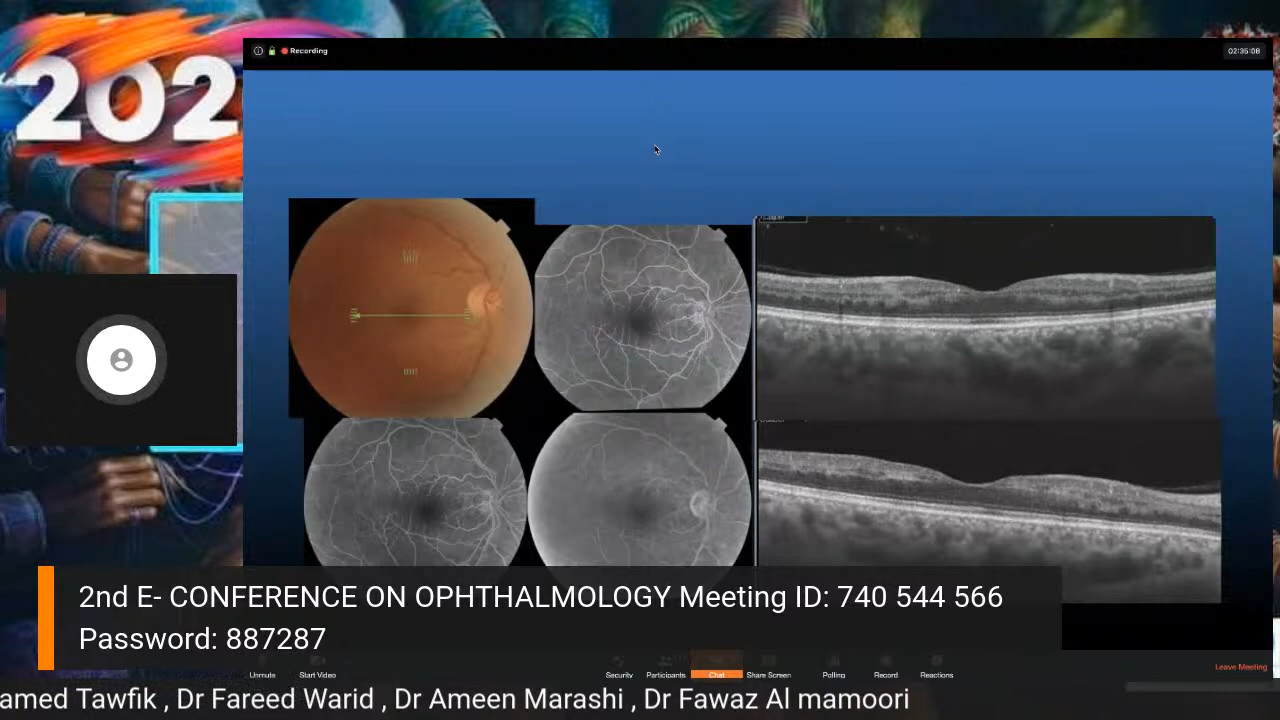 202
Recording
02:35:08
2nd E- CONFERENCE ON OPHTHALMOLOGY Meeting ID: 740 544 566
Password: 887287
Unmute Start Video Security Participants Chat Share Screen Polling Record Reactions Leave Meeting
amed Tawfik , Dr Fareed Warid , Dr Ameen Marashi , Dr Fawaz Al mamoori